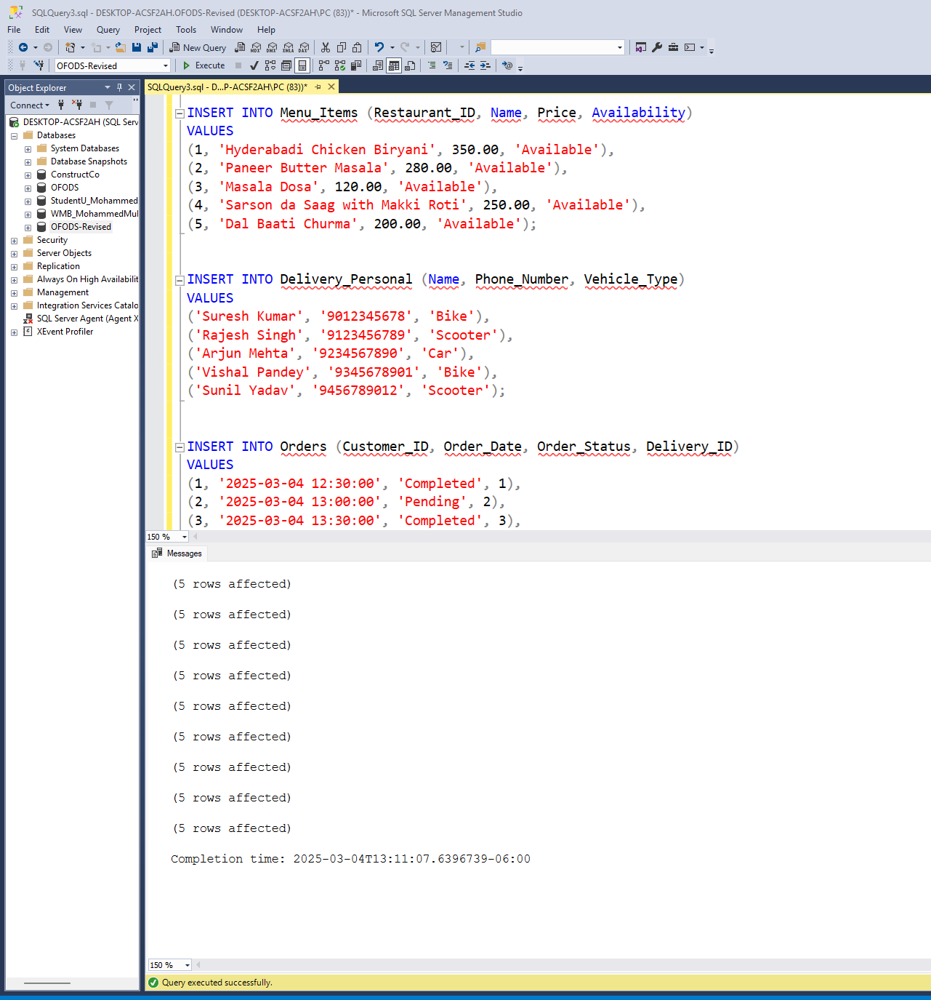 SQLQuery3.sql - DESKTOP-ACSF2AH.OFODS-Revised (DESKTOP-ACSF2AH\PC (83))* - Microsoft SQL Server Management Studio
File Edit View Query Project Tools Window Help
New Query MDX DMX XMLA DAX
OFODS-Revised Execute
Object Explorer
Connect
DESKTOP-ACSF2AH (SQL Serv
Databases
System Databases
Database Snapshots
ConstructCo
OFODS
StudentU_Mohammed
WMB_MohammedMul
OFODS-Revised
Security
Server Objects
Replication
Always On High Availabilit
Management
Integration Services Catalo
SQL Server Agent (Agent X
XEvent Profiler
SQLQuery3.sql - D...P-ACSF2AH\PC (83))*
INSERT INTO Menu_Items (Restaurant_ID, Name, Price, Availability)
VALUES
(1, 'Hyderabadi Chicken Biryani', 350.00, 'Available'),
(2, 'Paneer Butter Masala', 280.00, 'Available'),
(3, 'Masala Dosa', 120.00, 'Available'),
(4, 'Sarson da Saag with Makki Roti', 250.00, 'Available'),
(5, 'Dal Baati Churma', 200.00, 'Available');
INSERT INTO Delivery_Personal (Name, Phone_Number, Vehicle_Type)
VALUES
('Suresh Kumar', '9012345678', 'Bike'),
('Rajesh Singh', '9123456789', 'Scooter'),
('Arjun Mehta', '9234567890', 'Car'),
('Vishal Pandey', '9345678901', 'Bike'),
('Sunil Yadav', '9456789012', 'Scooter');
INSERT INTO Orders (Customer_ID, Order_Date, Order_Status, Delivery_ID)
VALUES
(1, '2025-03-04 12:30:00', 'Completed', 1),
(2, '2025-03-04 13:00:00', 'Pending', 2),
(3, '2025-03-04 13:30:00', 'Completed', 3),
150 %
Messages
(5 rows affected)
(5 rows affected)
(5 rows affected)
(5 rows affected)
(5 rows affected)
(5 rows affected)
(5 rows affected)
(5 rows affected)
(5 rows affected)
Completion time: 2025-03-04T13:11:07.6396739-06:00
150 %
Query executed successfully.